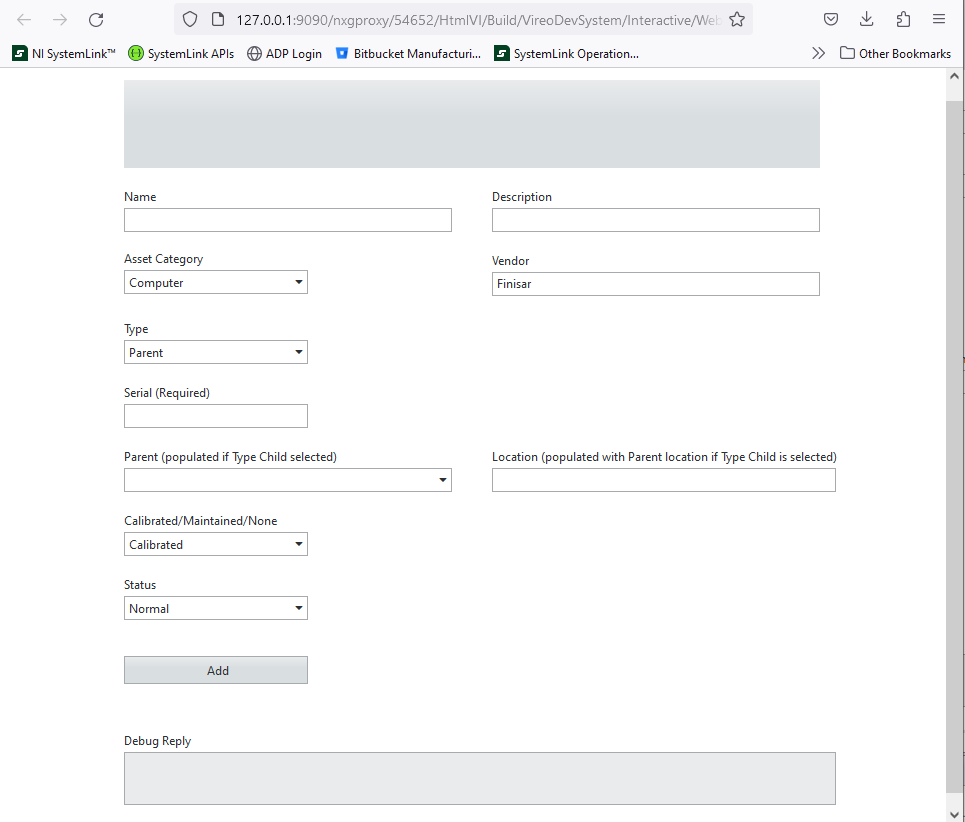 127.0.0.1:9090/nxgproxy/54652/HtmlVI/Build/VireoDevSystem/Interactive/Web
NI SystemLink™ SystemLink APIs ADP Login Bitbucket Manufacturi... SystemLink Operation... Other Bookmarks
Name Description
Asset Category Vendor
Computer Finisar
Type
Parent
Serial (Required)
Parent (populated if Type Child selected) Location (populated with Parent location if Type Child is selected)
Calibrated/Maintained/None
Calibrated
Status
Normal
Add
Debug Reply